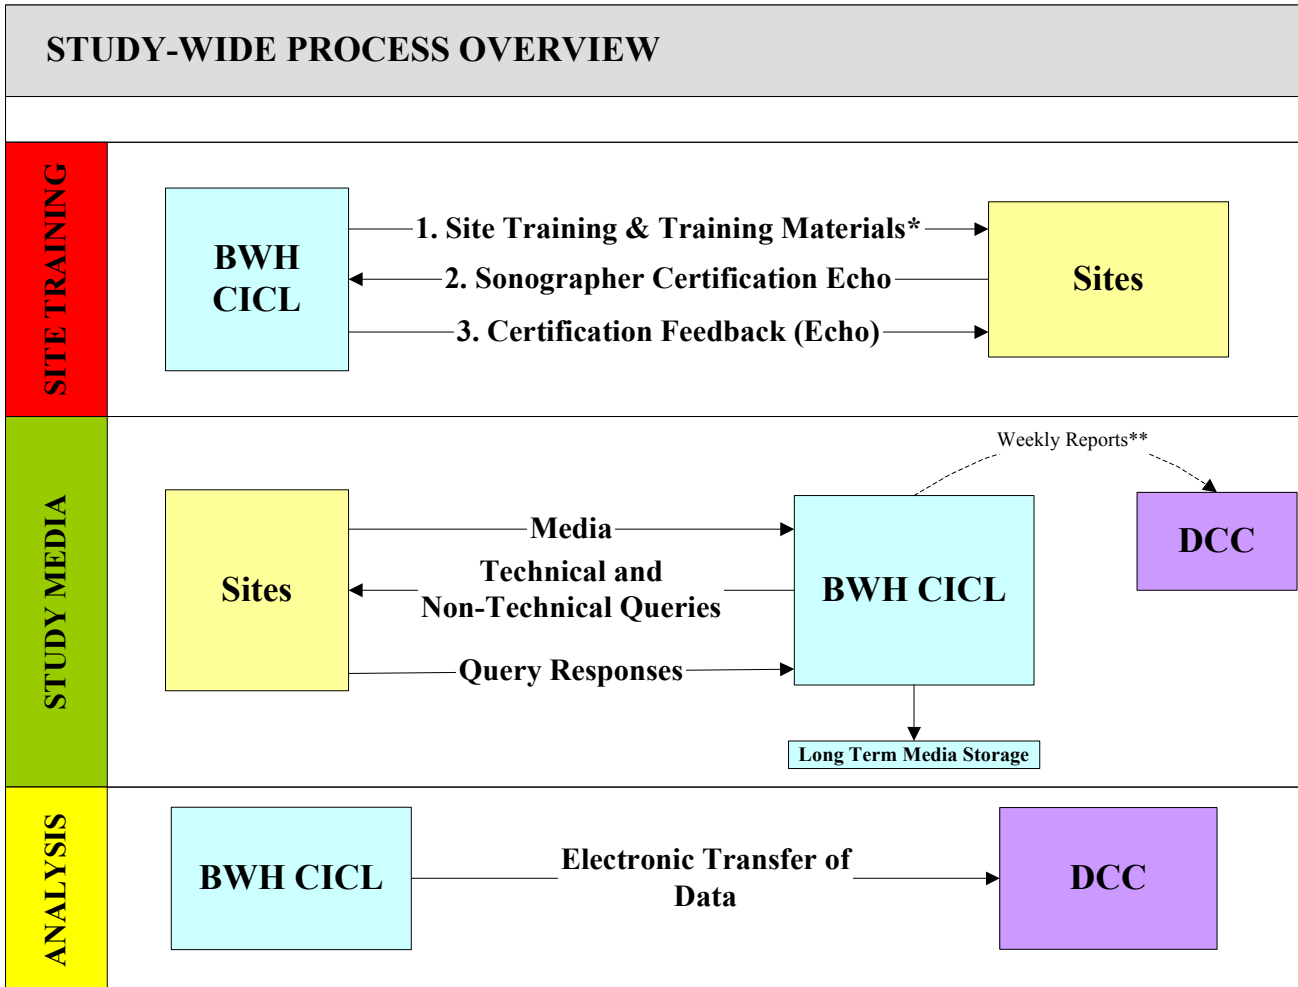 STUDY-WIDE PROCESS OVERVIEW
SITE TRAINING
BWH
CICL
1. Site Training & Training Materials*
2. Sonographer Certification Echo
3. Certification Feedback (Echo)
Sites
STUDY MEDIA
Weekly Reports**
Sites
Media
Technical and
Non-Technical Queries
Query Responses
BWH CICL
DCC
Long Term Media Storage
ANALYSIS
BWH CICL
Electronic Transfer of
Data
DCC